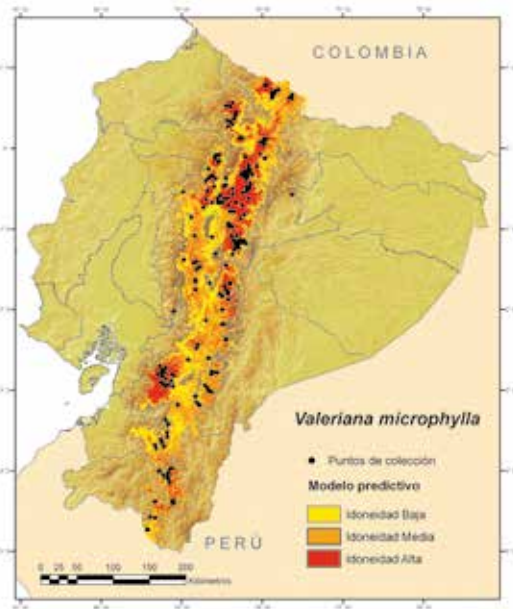 COLOMBIA
Valeriana microphylla
Puntos de colección
Modelo predictivo
Idoneidad Baja
Idoneidad Media
Idoneidad Alta
PERÚ
0 25 50 100 150 200
Kilómetros